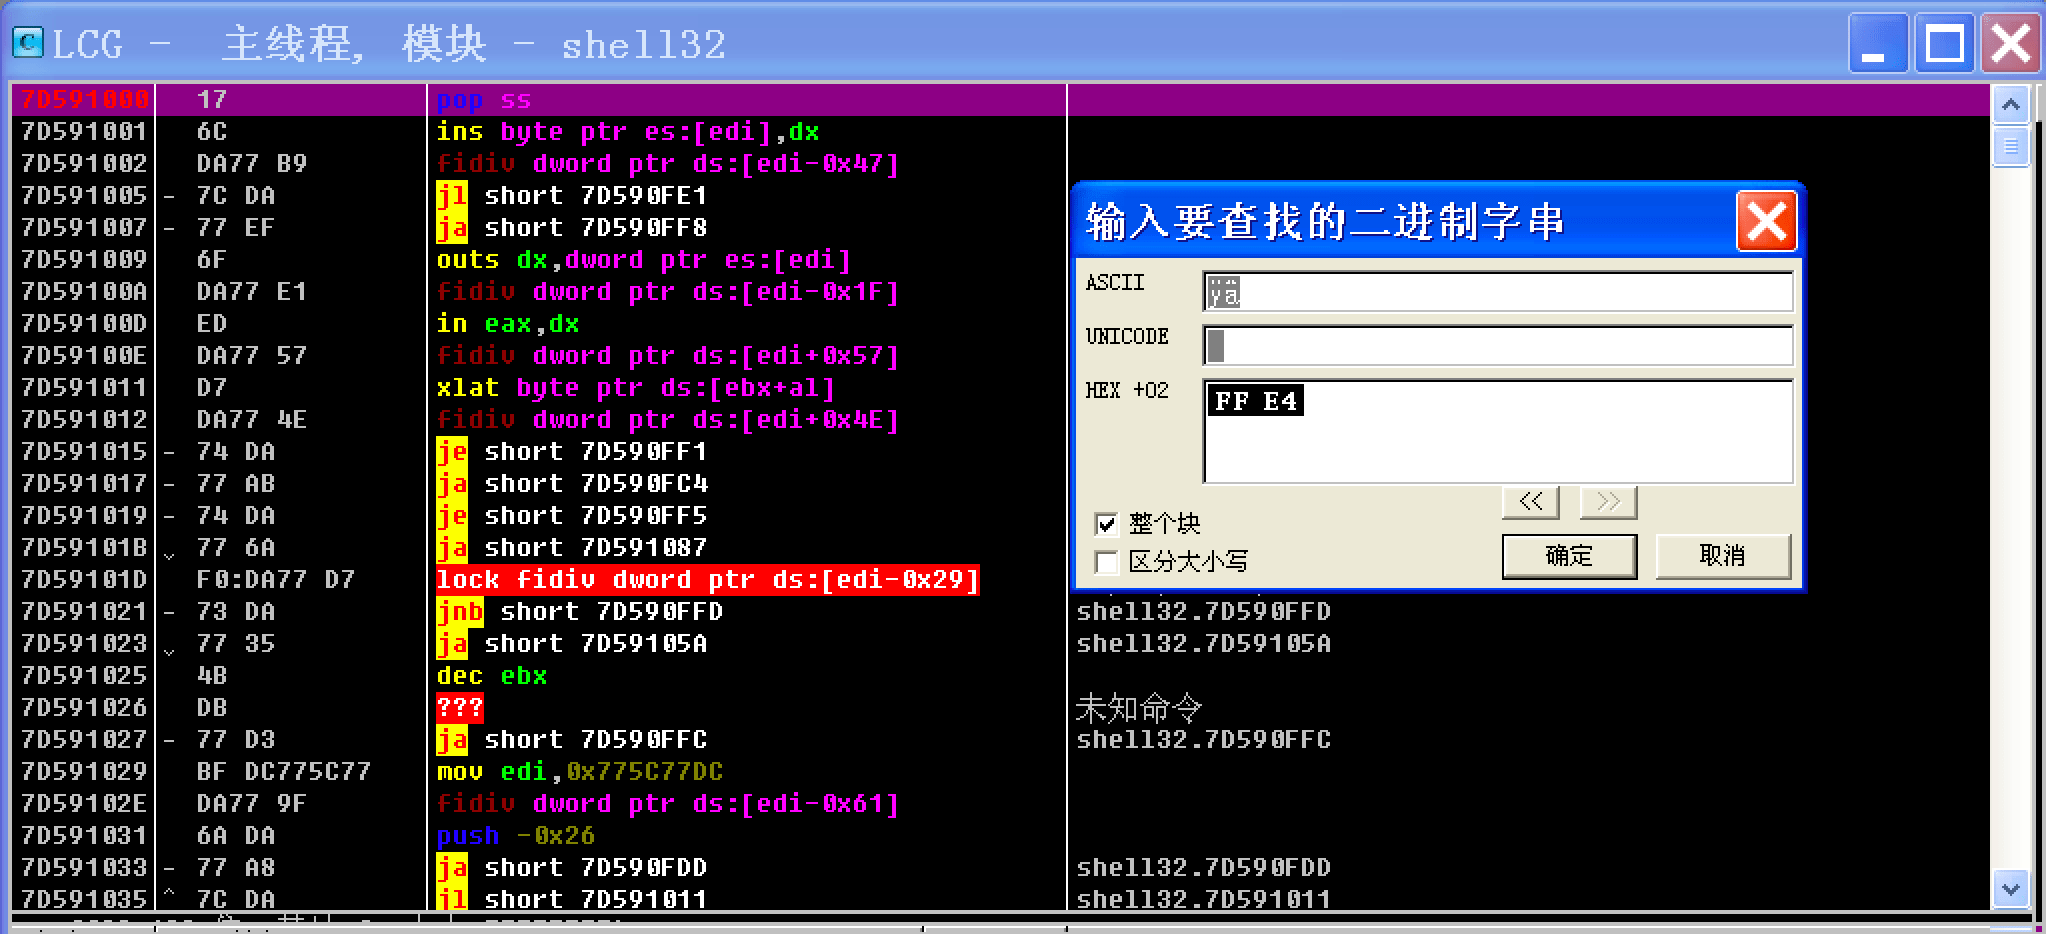 LCG - 主线程, 模块 - shell32
7D591000 17 pop ss
7D591001 6C ins byte ptr es:[edi],dx
7D591002 DA77 B9 fidiv dword ptr ds:[edi-0x47]
7D591005 - 7C DA jl short 7D590FE1
7D591007 - 77 EF ja short 7D590FF8
7D591009 6F outs dx,dword ptr es:[edi]
7D59100A DA77 E1 fidiv dword ptr ds:[edi-0x1F]
7D59100D ED in eax,dx
7D59100E DA77 57 fidiv dword ptr ds:[edi+0x57]
7D591011 D7 xlat byte ptr ds:[ebx+al]
7D591012 DA77 4E fidiv dword ptr ds:[edi+0x4E]
7D591015 - 74 DA je short 7D590FF1
7D591017 - 77 AB ja short 7D590FC4
7D591019 - 74 DA je short 7D590FF5
7D59101B 77 6A ja short 7D591087
7D59101D F0:DA77 D7 lock fidiv dword ptr ds:[edi-0x29]
7D591021 - 73 DA jnb short 7D590FFD shell32.7D590FFD
7D591023 77 35 ja short 7D59105A shell32.7D59105A
7D591025 4B dec ebx
7D591026 DB ??? 未知命令
7D591027 - 77 D3 ja short 7D590FFC shell32.7D590FFC
7D591029 BF DC775C77 mov edi,0x775C77DC
7D59102E DA77 9F fidiv dword ptr ds:[edi-0x61]
7D591031 6A DA push -0x26
7D591033 - 77 A8 ja short 7D590FDD shell32.7D590FDD
7D591035 ^ 7C DA jl short 7D591011 shell32.7D591011
输入要查找的二进制字串
ASCII ÿä
UNICODE
HEX +02 FF E4
<< >>
整个块
区分大小写
确定 取消